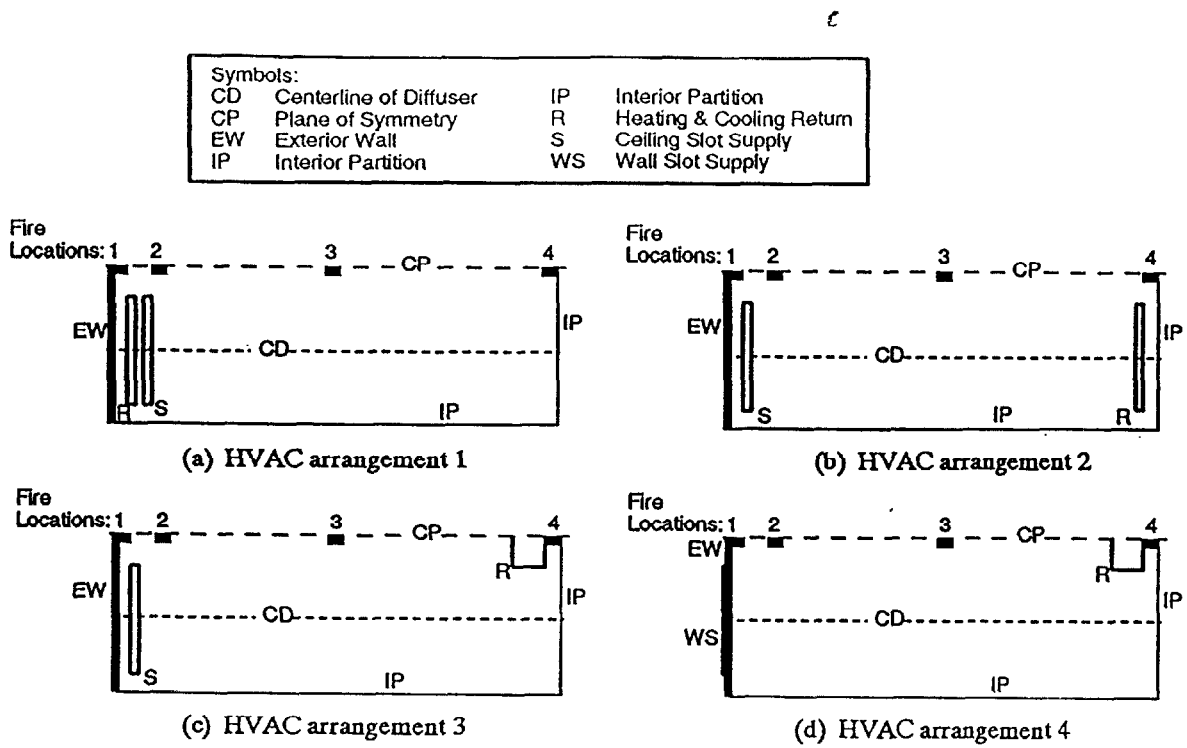 Symbols:
CD Centerline of Diffuser IP Interior Partition
CP Plane of Symmetry R Heating & Cooling Return
EW Exterior Wall S Ceiling Slot Supply
IP Interior Partition WS Wall Slot Supply
Fire
Locations: 1 2 3 4
CP
EW
IP
CD
R S
IP
(a) HVAC arrangement 1
Fire
Locations: 1 2 3 4
CP
EW
IP
CD
S
IP
R
(b) HVAC arrangement 2
Fire
Locations: 1 2 3 4
CP
R
EW
IP
CD
S
IP
(c) HVAC arrangement 3
Fire
Locations: 1 2 3 4
CP
EW
R
IP
CD
WS
IP
(d) HVAC arrangement 4